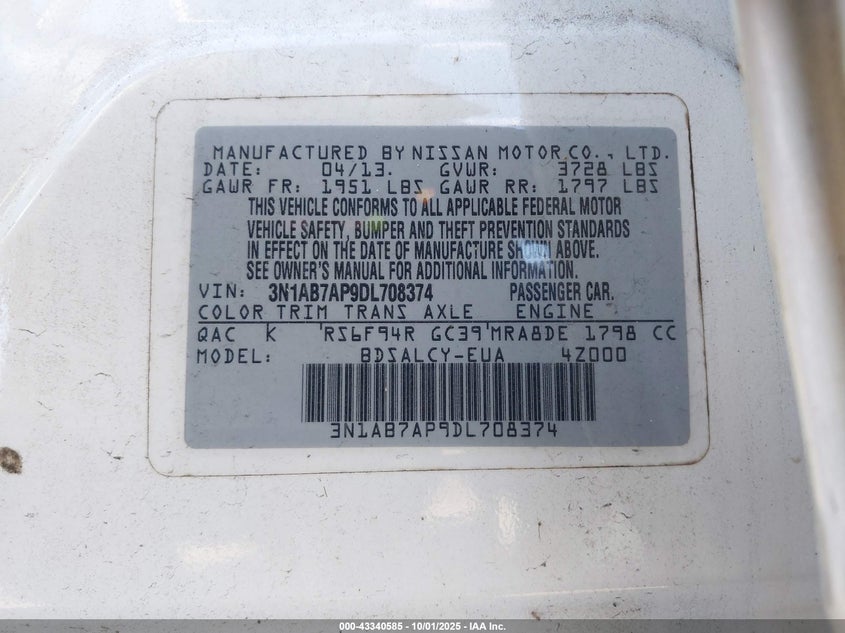 MANUFACTURED BY NISSAN MOTOR CO., LTD.
DATE: 04/13. GVWR: 3728 LBS
GAWR FR: 1951 LBS GAWR RR: 1797 LBS
THIS VEHICLE CONFORMS TO ALL APPLICABLE FEDERAL MOTOR
VEHICLE SAFETY, BUMPER AND THEFT PREVENTION STANDARDS
IN EFFECT ON THE DATE OF MANUFACTURE SHOWN ABOVE.
SEE OWNER'S MANUAL FOR ADDITIONAL INFORMATION.
VIN: 3N1AB7AP9DL708374 PASSENGER CAR.
COLOR TRIM TRANS AXLE ENGINE
QAC K 'RS6F94R GC39'MRA8DE 1798 CC
MODEL: BDSALCY-EUA 4Z000
3N1AB7AP9DL708374
000-43340585 - 10/01/2025 - IAA Inc.